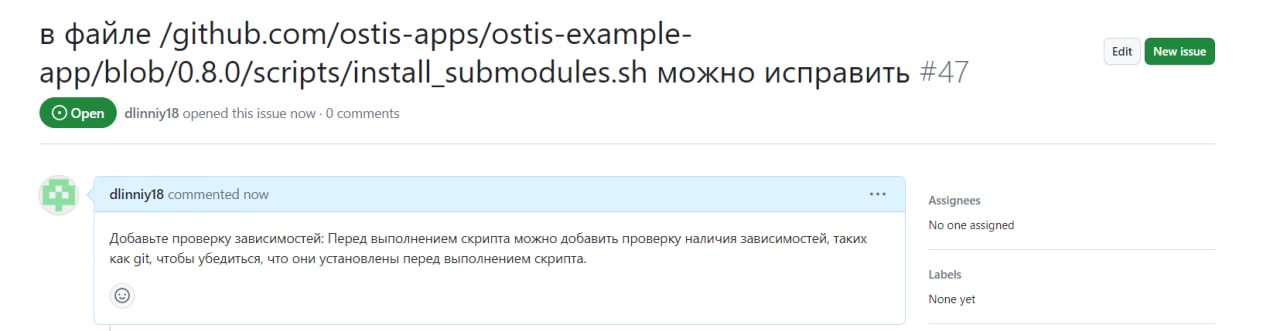 в файле /github.com/ostis-apps/ostis-example-
app/blob/0.8.0/scripts/install_submodules.sh можно исправить #47
Edit
New issue
Open
dlinniy18 opened this issue now · 0 comments
dlinniy18 commented now
Добавьте проверку зависимостей: Перед выполнением скрипта можно добавить проверку наличия зависимостей, таких
как git, чтобы убедиться, что они установлены перед выполнением скрипта.
Assignees
No one assigned
Labels
None yet